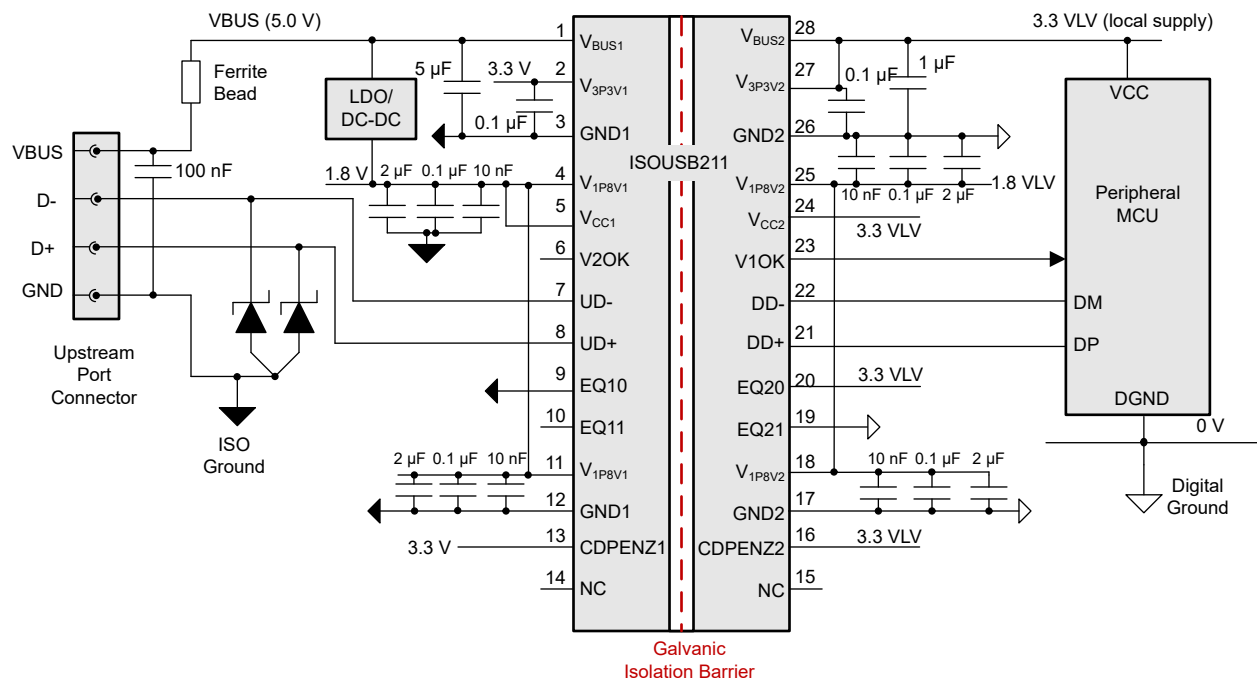 VBUS (5.0 V)
Ferrite
Bead
LDO/
DC-DC
5 µF
3.3 V
0.1 µF
VBUS
D-
D+
GND
100 nF
Upstream
Port
Connector
ISO
Ground
1.8 V
2 µF
0.1 µF
10 nF
2 µF
0.1 µF
10 nF
3.3 V
1
2
3
4
5
6
7
8
9
10
11
12
13
14
VBUS1
V3P3V1
GND1
V1P8V1
VCC1
V2OK
UD-
UD+
EQ10
EQ11
V1P8V1
GND1
CDPENZ1
NC
ISOUSB211
VBUS2
V3P3V2
GND2
V1P8V2
VCC2
V1OK
DD-
DD+
EQ20
EQ21
V1P8V2
GND2
CDPENZ2
NC
28
27
26
25
24
23
22
21
20
19
18
17
16
15
3.3 VLV (local supply)
0.1 µF
1 µF
10 nF
0.1 µF
2 µF
1.8 VLV
3.3 VLV
3.3 VLV
10 nF
0.1 µF
2 µF
3.3 VLV
VCC
Peripheral
MCU
DM
DP
DGND
0 V
Digital
Ground
Galvanic
Isolation Barrier